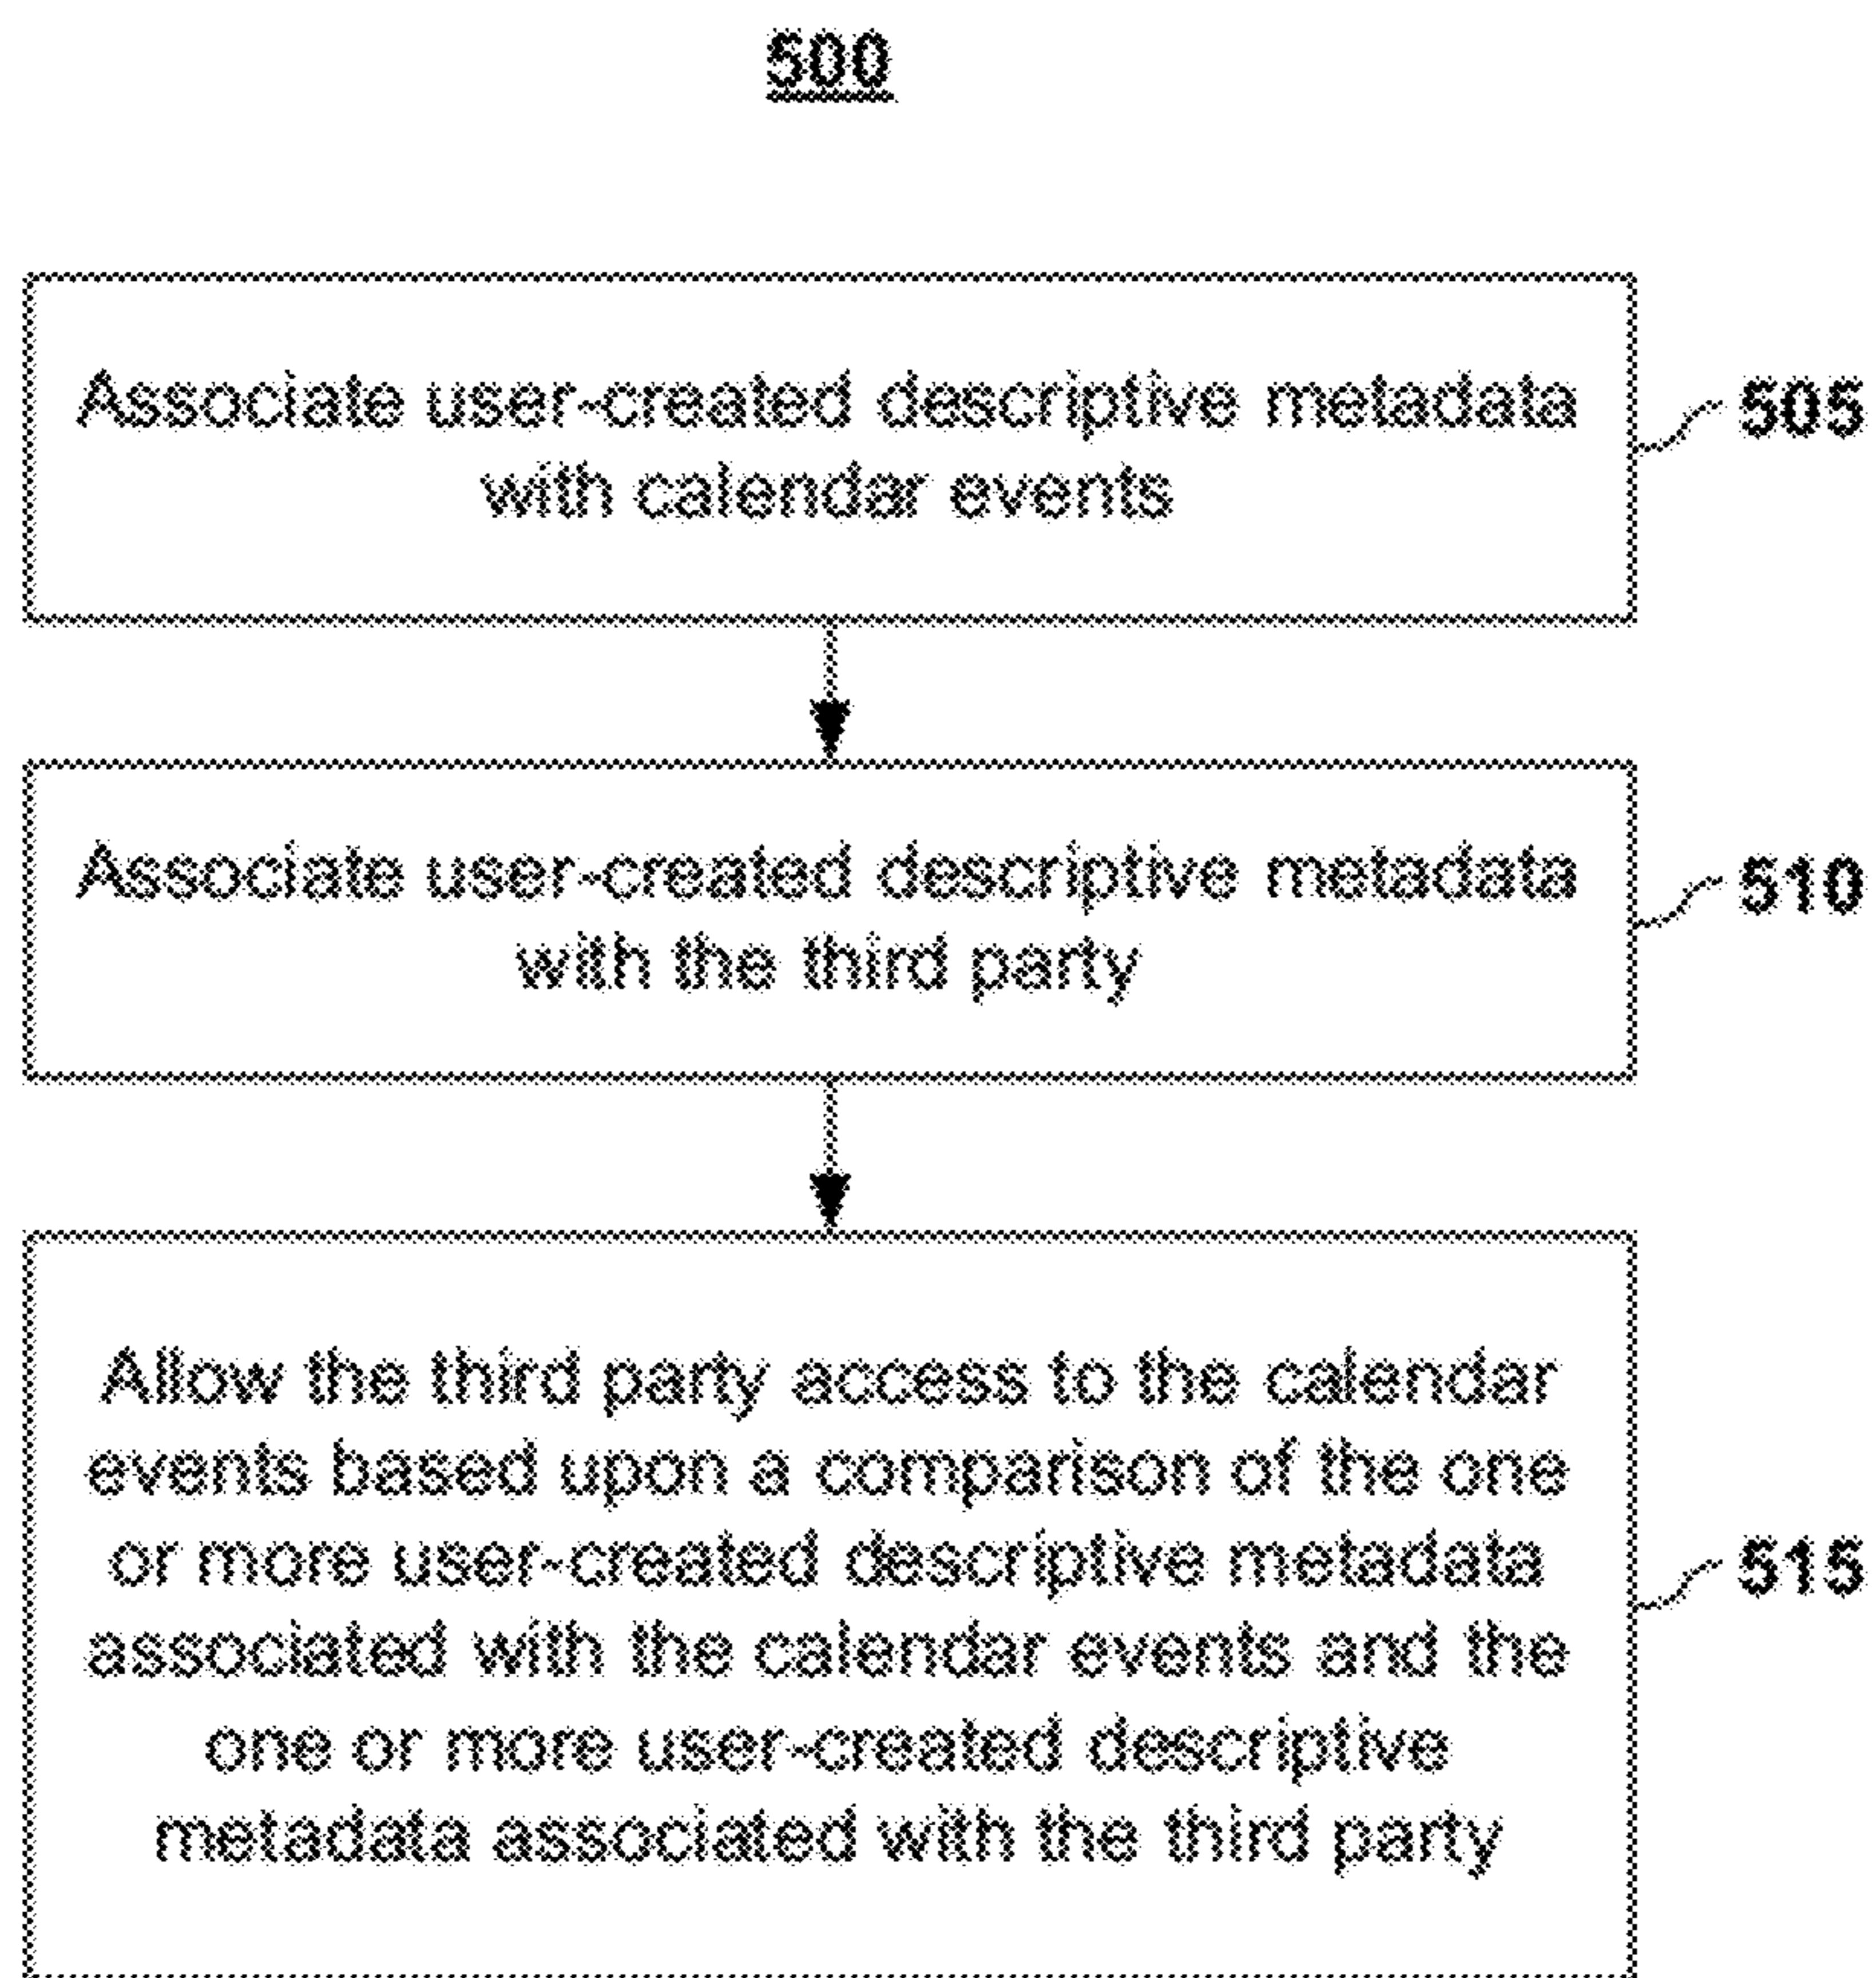 500
Associate user-created descriptive metadata
with calendar events
505
Associate user-created descriptive metadata
with the third party
510
Allow the third party access to the calendar
events based upon a comparison of the one
or more user-created descriptive metadata
associated with the calendar events and the
one or more user-created descriptive
metadata associated with the third party
515